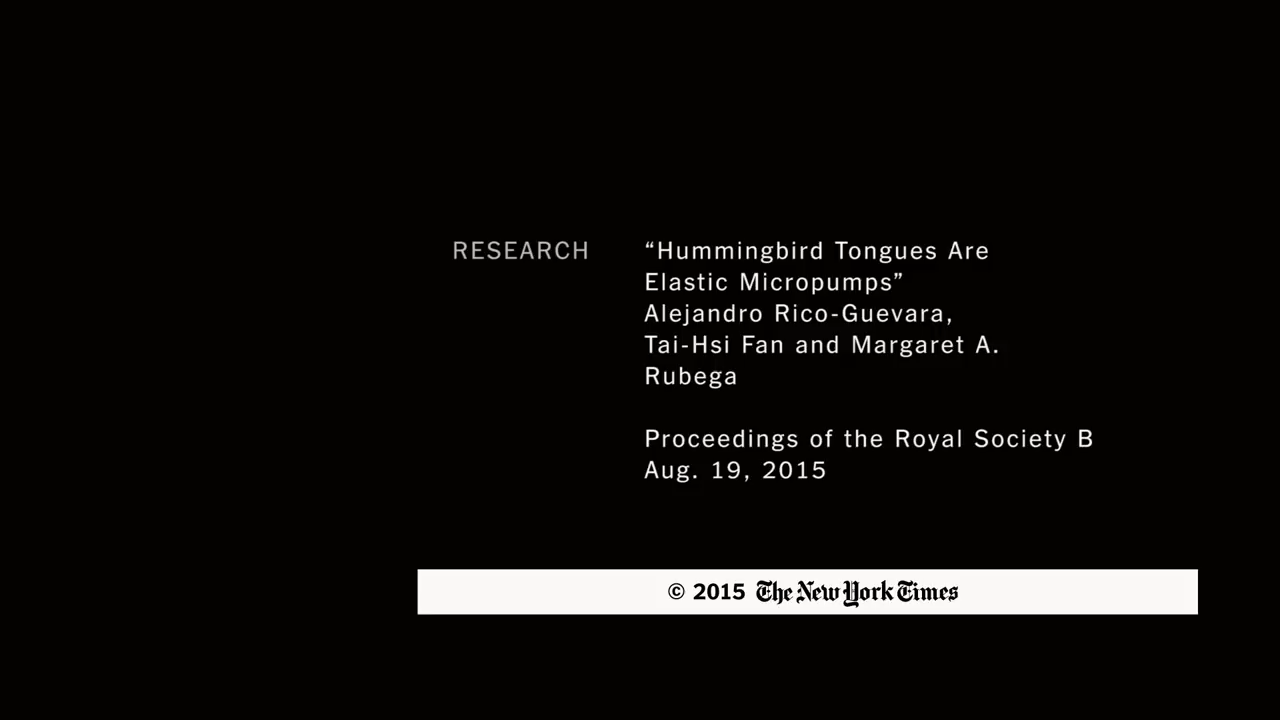 RESEARCH
“Hummingbird Tongues Are
Elastic Micropumps”
Alejandro Rico-Guevara,
Tai-Hsi Fan and Margaret A.
Rubega
Proceedings of the Royal Society B
Aug. 19, 2015
© 2015 The New York Times